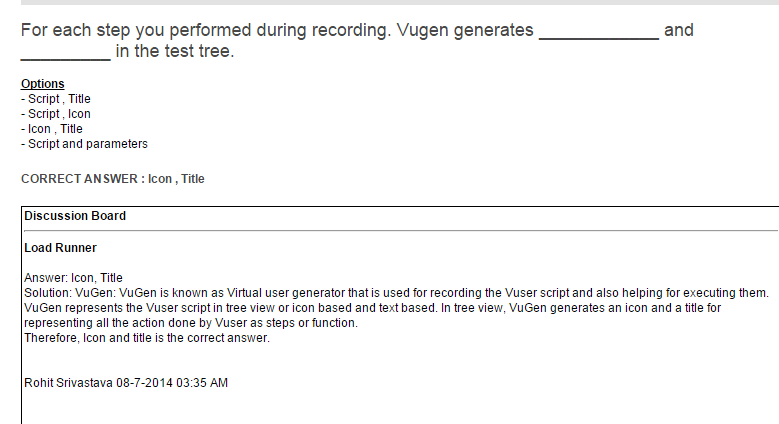 For each step you performed during recording. Vugen generates ____________ and
_________ in the test tree.
Options
- Script , Title
- Script , Icon
- Icon , Title
- Script and parameters
CORRECT ANSWER : Icon , Title
Discussion Board
Load Runner
Answer: Icon, Title
Solution: VuGen: VuGen is known as Virtual user generator that is used for recording the Vuser script and also helping for executing them.
VuGen represents the Vuser script in tree view or icon based and text based. In tree view, VuGen generates an icon and a title for
representing all the action done by Vuser as steps or function.
Therefore, Icon and title is the correct answer.
Rohit Srivastava 08-7-2014 03:35 AM